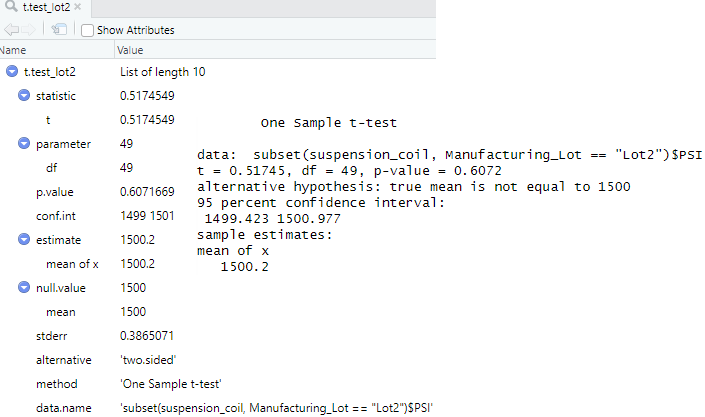 t.test_lot2
Show Attributes
Name Value
t.test_lot2 List of length 10
statistic 0.5174549
t 0.5174549
parameter 49
df 49
p.value 0.6071669
conf.int 1499 1501
estimate 1500.2
mean of x 1500.2
null.value 1500
mean 1500
stderr 0.3865071
alternative 'two.sided'
method 'One Sample t-test'
data.name 'subset(suspension_coil, Manufacturing_Lot == "Lot2")$PSI'
One Sample t-test
data: subset(suspension_coil, Manufacturing_Lot == "Lot2")$PSI
t = 0.51745, df = 49, p-value = 0.6072
alternative hypothesis: true mean is not equal to 1500
95 percent confidence interval:
1499.423 1500.977
sample estimates:
mean of x
1500.2